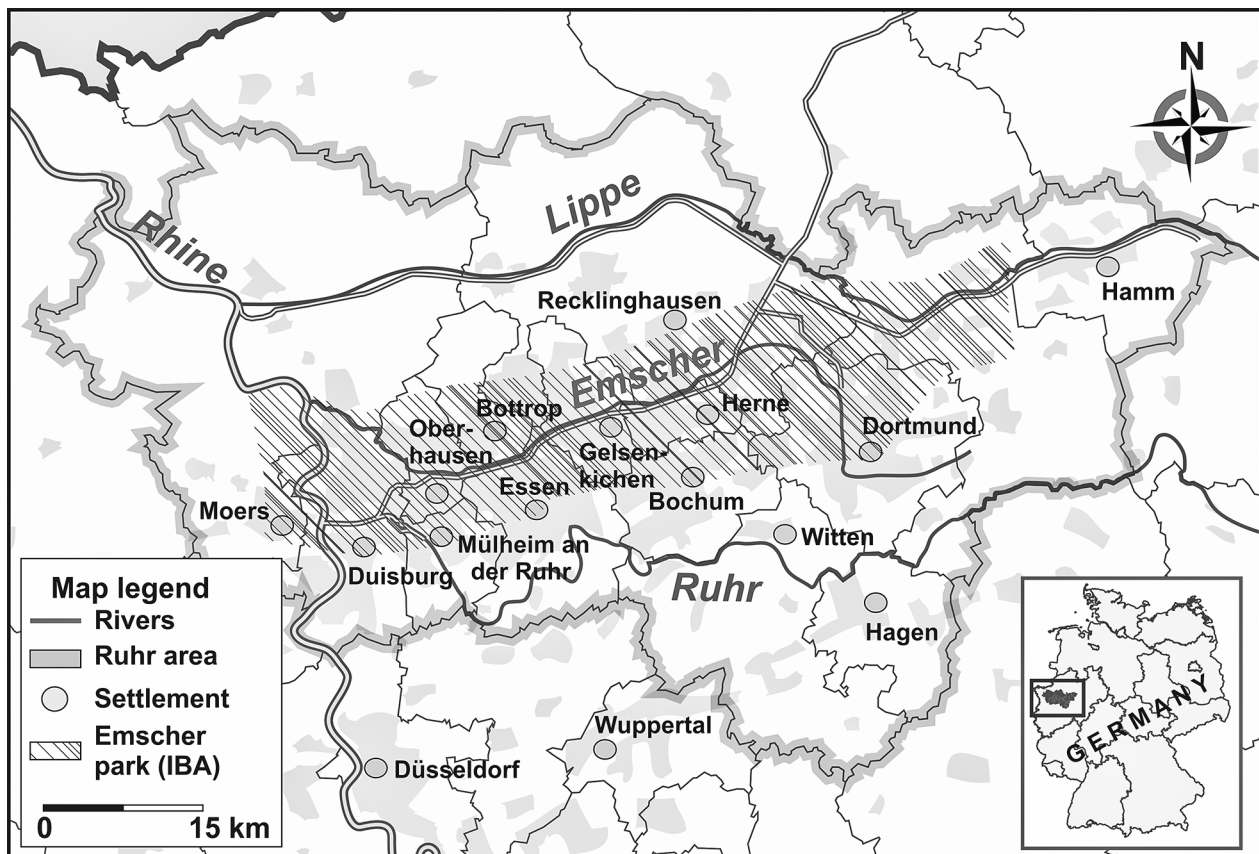 N
Rhine
Lippe
Hamm
Recklinghausen
Emscher
Bottrop
Herne
Ober-
hausen
Dortmund
Gelsen-
kichen
Essen
Bochum
Moers
Mülheim an
der Ruhr
Witten
Duisburg
Ruhr
Hagen
Wuppertal
Düsseldorf
Map legend
Rivers
Ruhr area
Settlement
Emscher
park (IBA)
0 15 km
GERMANY